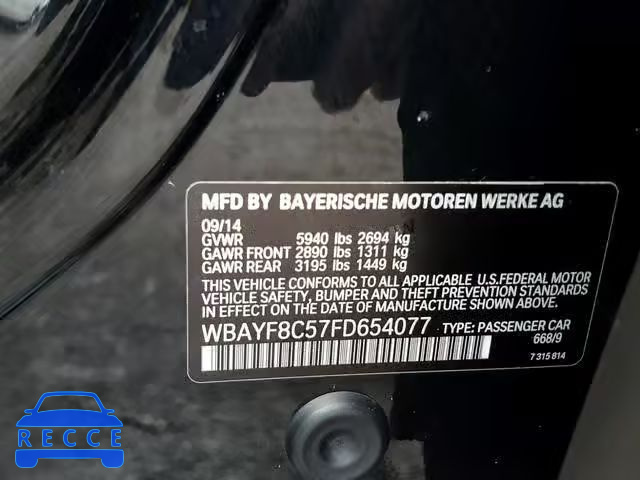 MFD BY BAYERISCHE MOTOREN WERKE AG
09/14
GVWR 5940 lbs 2694 kg
GAWR FRONT 2890 lbs 1311 kg
GAWR REAR 3195 lbs 1449 kg
THIS VEHICLE CONFORMS TO ALL APPLICABLE U.S.FEDERAL MOTOR
VEHICLE SAFETY, BUMPER, AND THEFT PREVENTION STANDARDS IN
EFFECT ON THE DATE OF MANUFACTURE SHOWN ABOVE.
WBAYF8C57FD654077 TYPE: PASSENGER CAR
668/9
7 315 814
RECCE